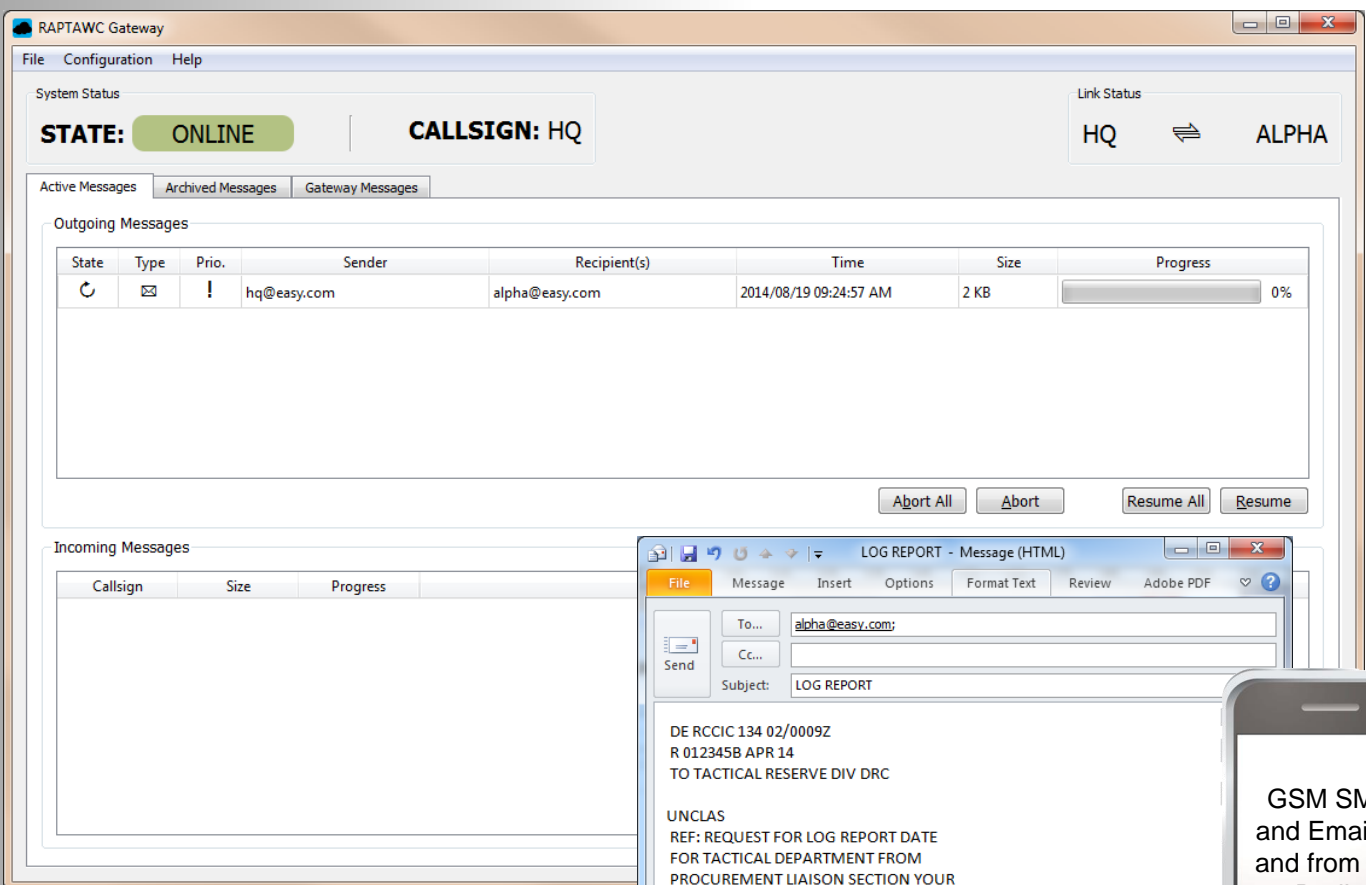 RAPTAWC Gateway
File Configuration Help
System Status
STATE: ONLINE CALLSIGN: HQ
Link Status
HQ ⇌ ALPHA
Active Messages Archived Messages Gateway Messages
Outgoing Messages
State Type Prio. Sender Recipient(s) Time Size Progress
! hq@easy.com alpha@easy.com 2014/08/19 09:24:57 AM 2 KB 0%
Abort All Abort Resume All Resume
Incoming Messages
Callsign Size Progress
LOG REPORT - Message (HTML)
File Message Insert Options Format Text Review Adobe PDF
To... alpha@easy.com;
Cc...
Send
Subject: LOG REPORT
DE RCCIC 134 02/0009Z
R 012345B APR 14
TO TACTICAL RESERVE DIV DRC
UNCLAS
REF: REQUEST FOR LOG REPORT DATE
FOR TACTICAL DEPARTMENT FROM
PROCUREMENT LIAISON SECTION YOUR
GSM
and
and from